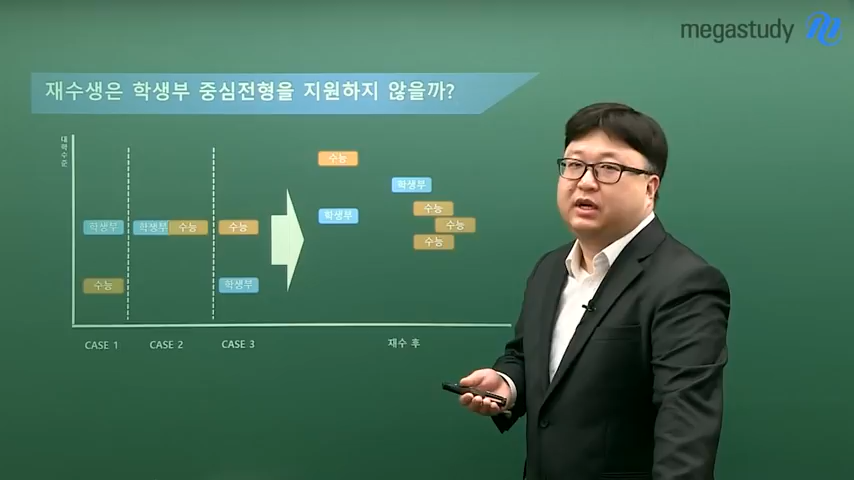 megastudy
재수생은 학생부 중심전형을 지원하지 않을까?
대학수준
수능
학생부
학생부
수능
학생부 학생부 수능 수능
수능
수능
수능 학생부
CASE 1 CASE 2 CASE 3 재수 후